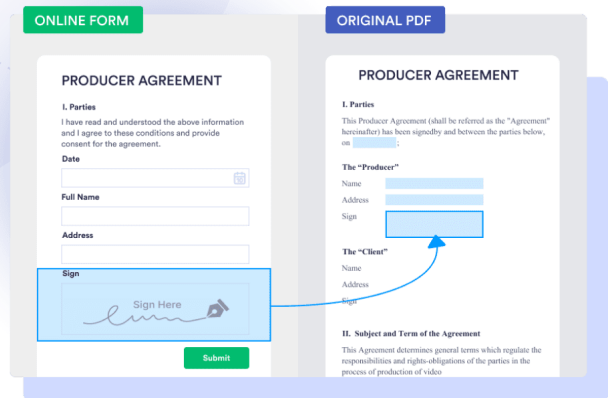 ONLINE FORM
PRODUCER AGREEMENT
I. Parties
I have read and understood the above information
and I agree to these conditions and provide
consent for the agreement.
Date
Full Name
Address
Sign
Sign Here
Submit
ORIGINAL PDF
PRODUCER AGREEMENT
I. Parties
This Producer Agreement (shall be referred as the "Agreement"
hereinafter) has been signedby and between the parties below,
on ;
The “Producer”
Name
Address
Sign
The “Client”
Name
Address
Sign
II. Subject and Term of the Agreement
This Agreement determines general terms which regulate the
responsibilities and rights-obligations of the parties in the
process of production of video